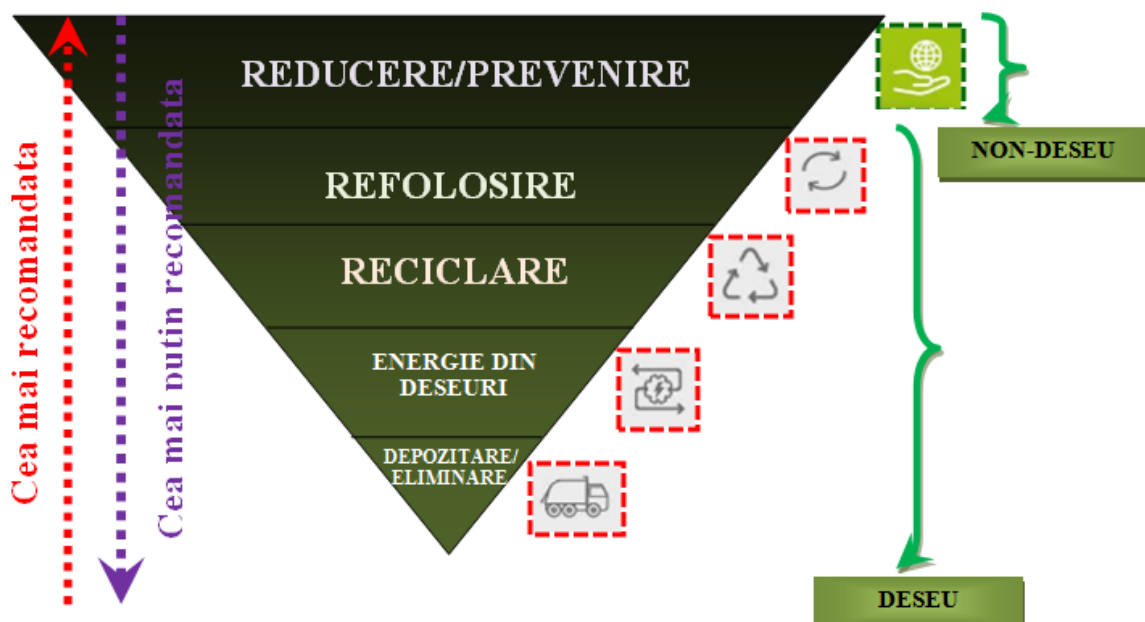 REDUCERE/PREVENIRE
NON-DESEU
REFOLOSIRE
RECICLARE
ENERGIE DIN
DESEURI
DEPOZITARE/
ELIMINARE
DESEU
Cea mai recomandata
Cea mai putin recomandata